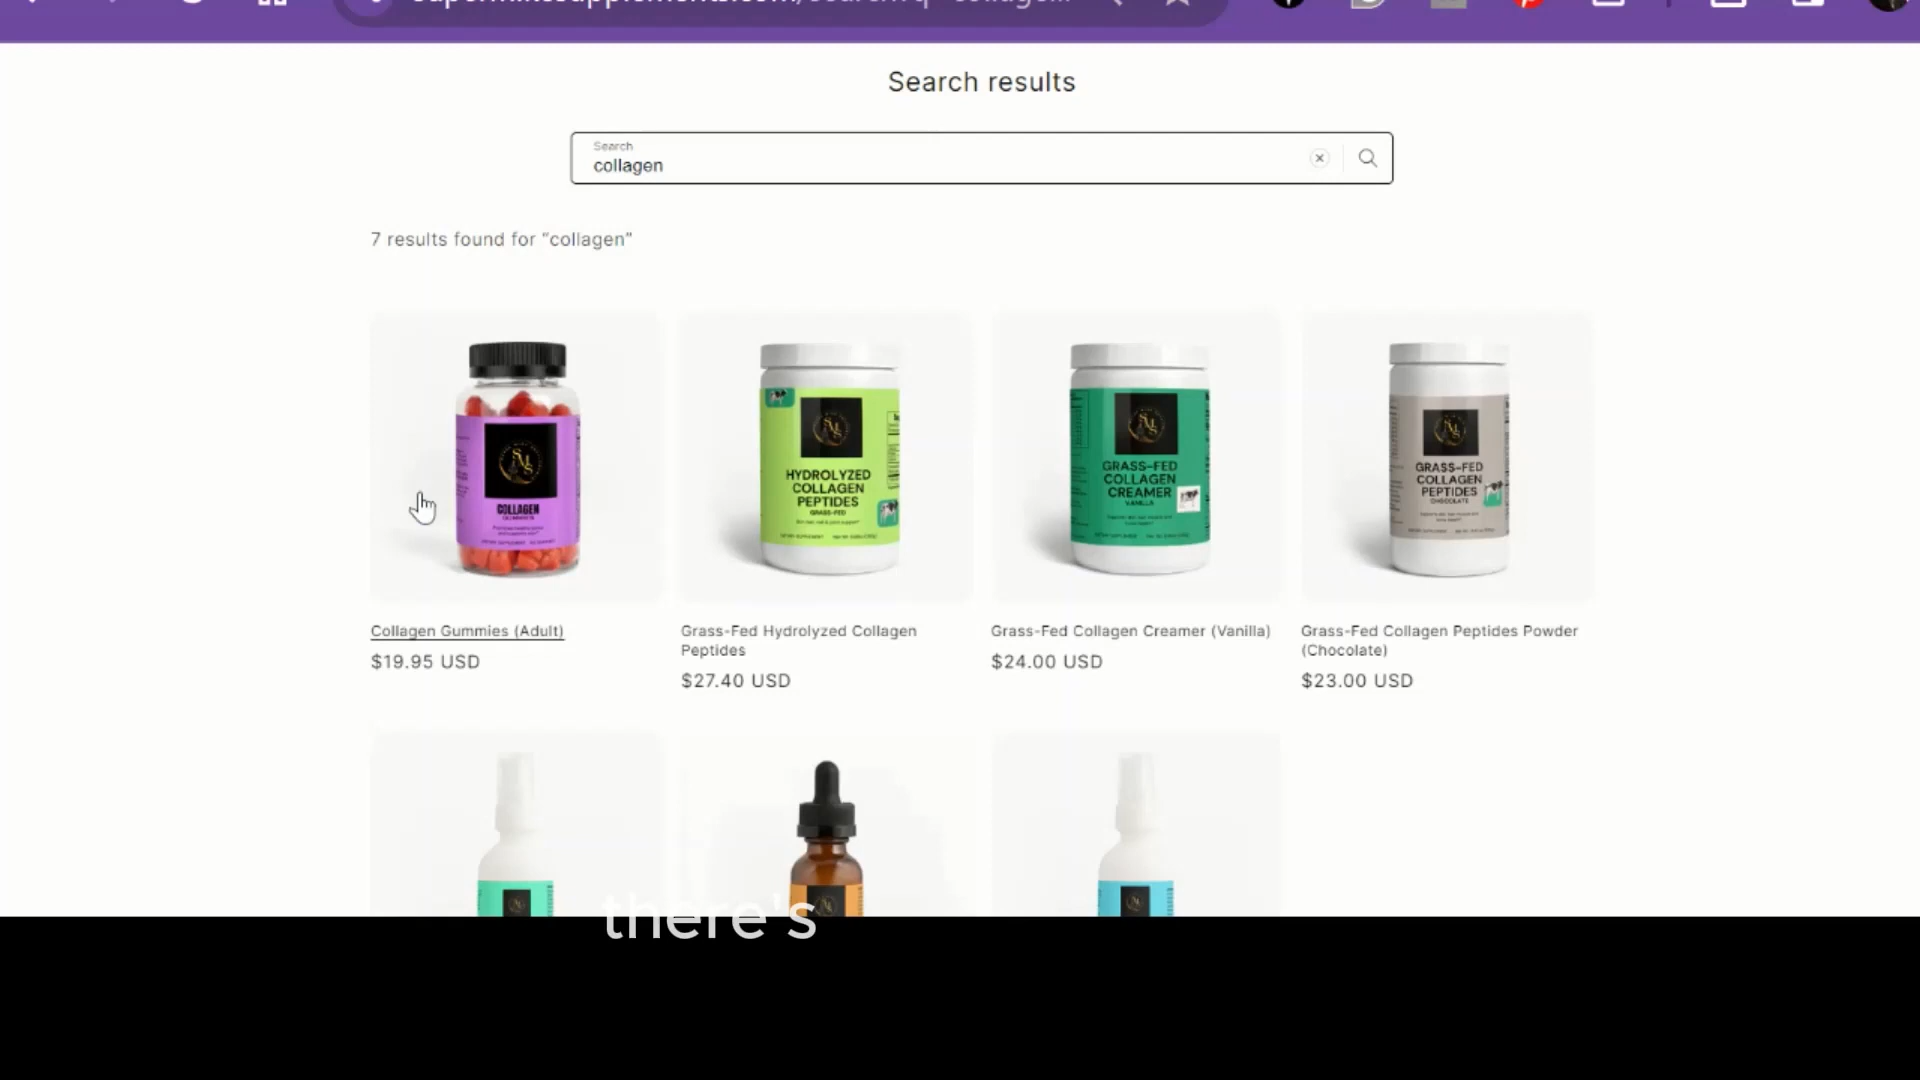 Search results
Search
collagen
7 results found for “collagen”
COLLAGEN
HYDROLYZED
COLLAGEN
PEPTIDES
GRASS-FED
GRASS-FED
COLLAGEN
CREAMER
VANILLA
GRASS-FED
COLLAGEN
PEPTIDES
CHOCOLATE
Collagen Gummies (Adult)
$19.95 USD
Grass-Fed Hydrolyzed Collagen
Peptides
$27.40 USD
Grass-Fed Collagen Creamer (Vanilla)
$24.00 USD
Grass-Fed Collagen Peptides Powder
(Chocolate)
$23.00 USD
there's